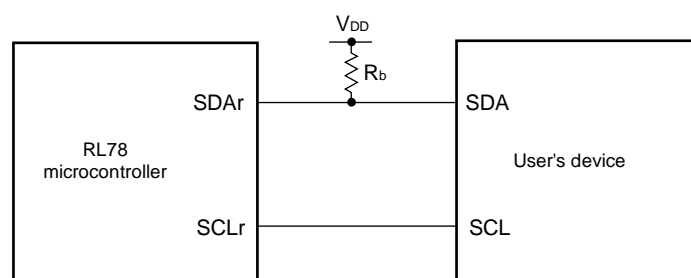 VDD
Rb
SDAr
SDA
RL78
microcontroller
User's device
SCLr
SCL